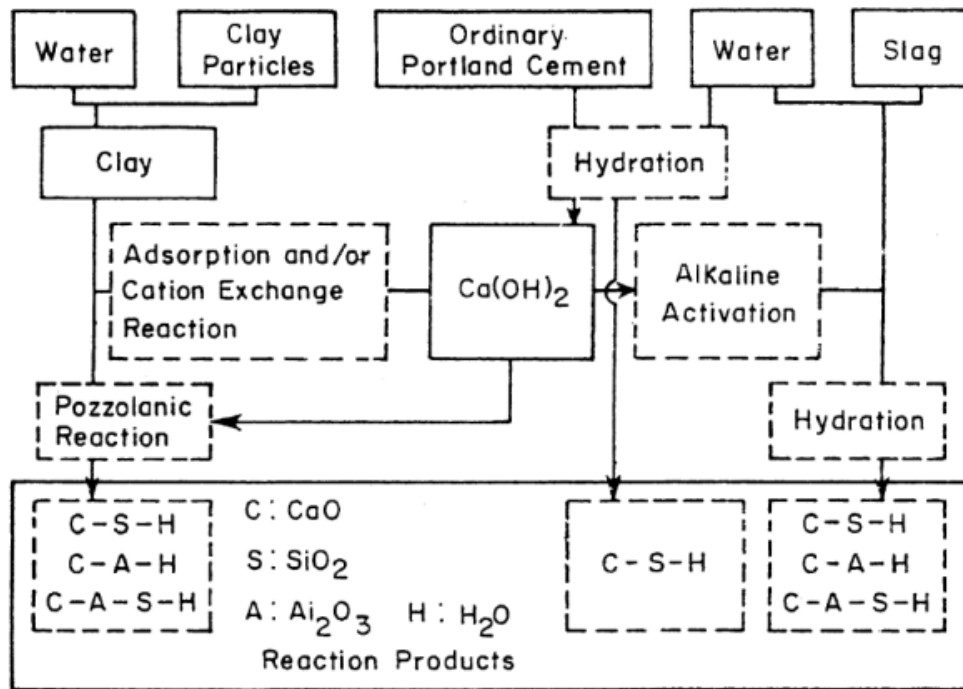 Water
Clay
Particles
Ordinary
Portland Cement
Water
Slag
Clay
Hydration
Adsorption and/or
Cation Exchange
Reaction
Ca(OH)2
Alkaline
Activation
Pozzolanic
Reaction
Hydration
C-S-H
C-A-H
C-A-S-H
C: CaO
S: SiO2
A: Ai2O3 H: H2O
Reaction Products
C-S-H
C-S-H
C-A-H
C-A-S-H